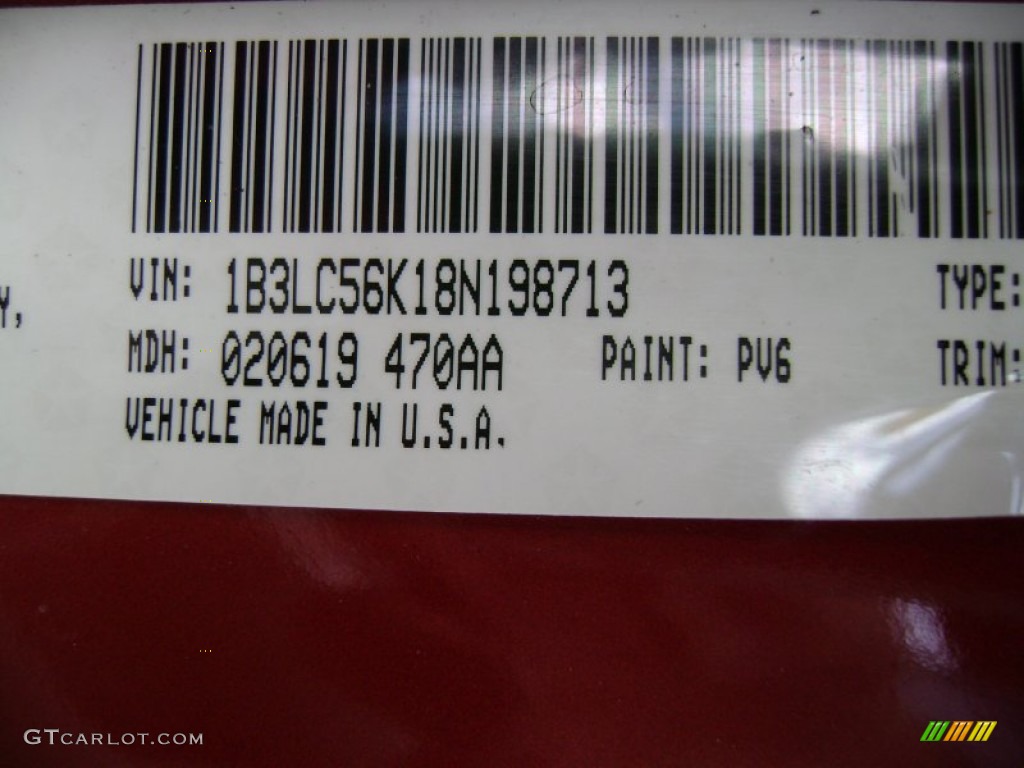 VIN: 1B3LC56K18N198713 TYPE:
Y,
MDH: 020619 470AA PAINT: PV6 TRIM:
VEHICLE MADE IN U.S.A.
GTCARLOT.COM